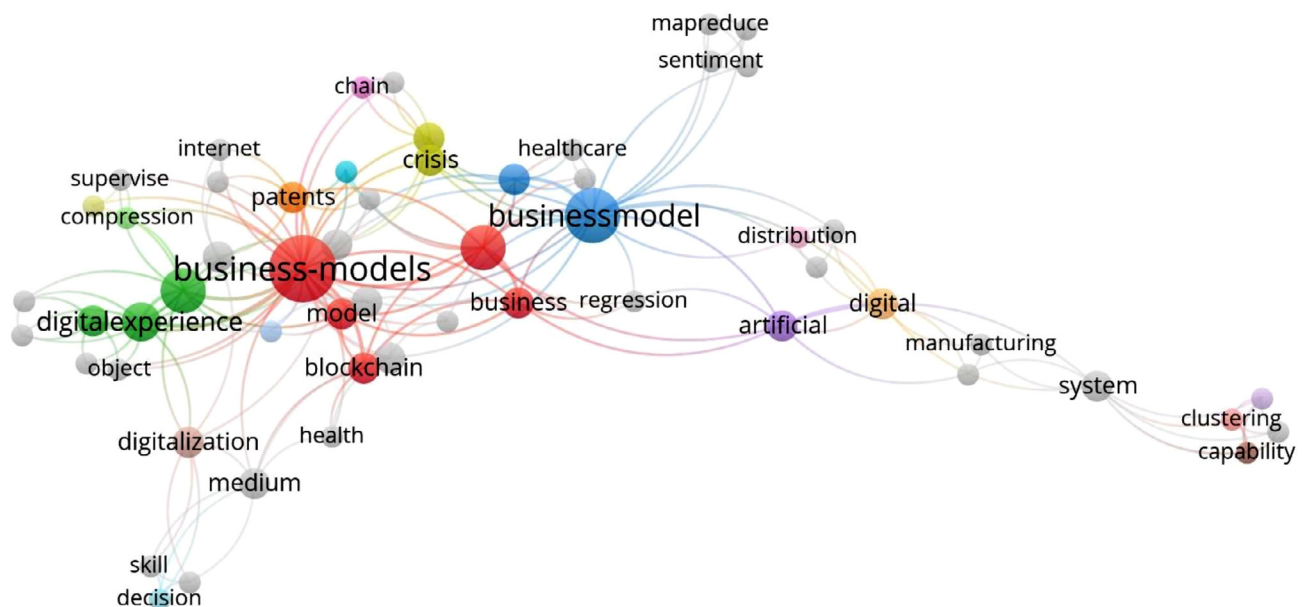 mapreduce
sentiment
chain
internet
healthcare
crisis
supervise
patents
compression
businessmodel
distribution
business-models
regression
business
digital
model
digitalexperience
artificial
manufacturing
object
blockchain
system
clustering
health
digitalization
capability
medium
skill
decision